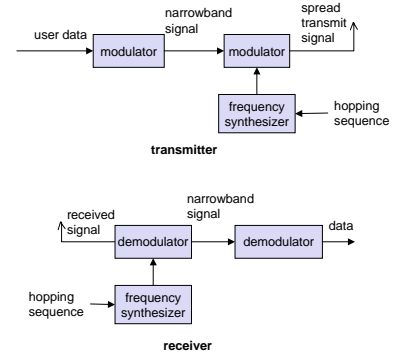 user data
modulator
narrowband
signal
modulator
spread
transmit
signal
frequency
synthesizer
hopping
sequence
transmitter
received
signal
demodulator
narrowband
signal
demodulator
data
hopping
sequence
frequency
synthesizer
receiver